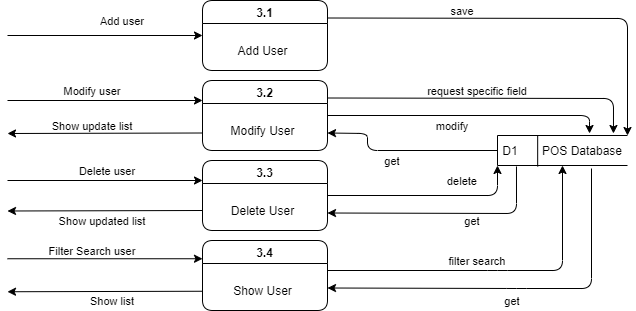 3.1
save
Add user
Add User
3.2
Modify user
request specific field
Show update list
Modify User
modify
D1
POS Database
get
3.3
Delete user
delete
Delete User
Show updated list
get
3.4
Filter Search user
filter search
Show User
Show list
get